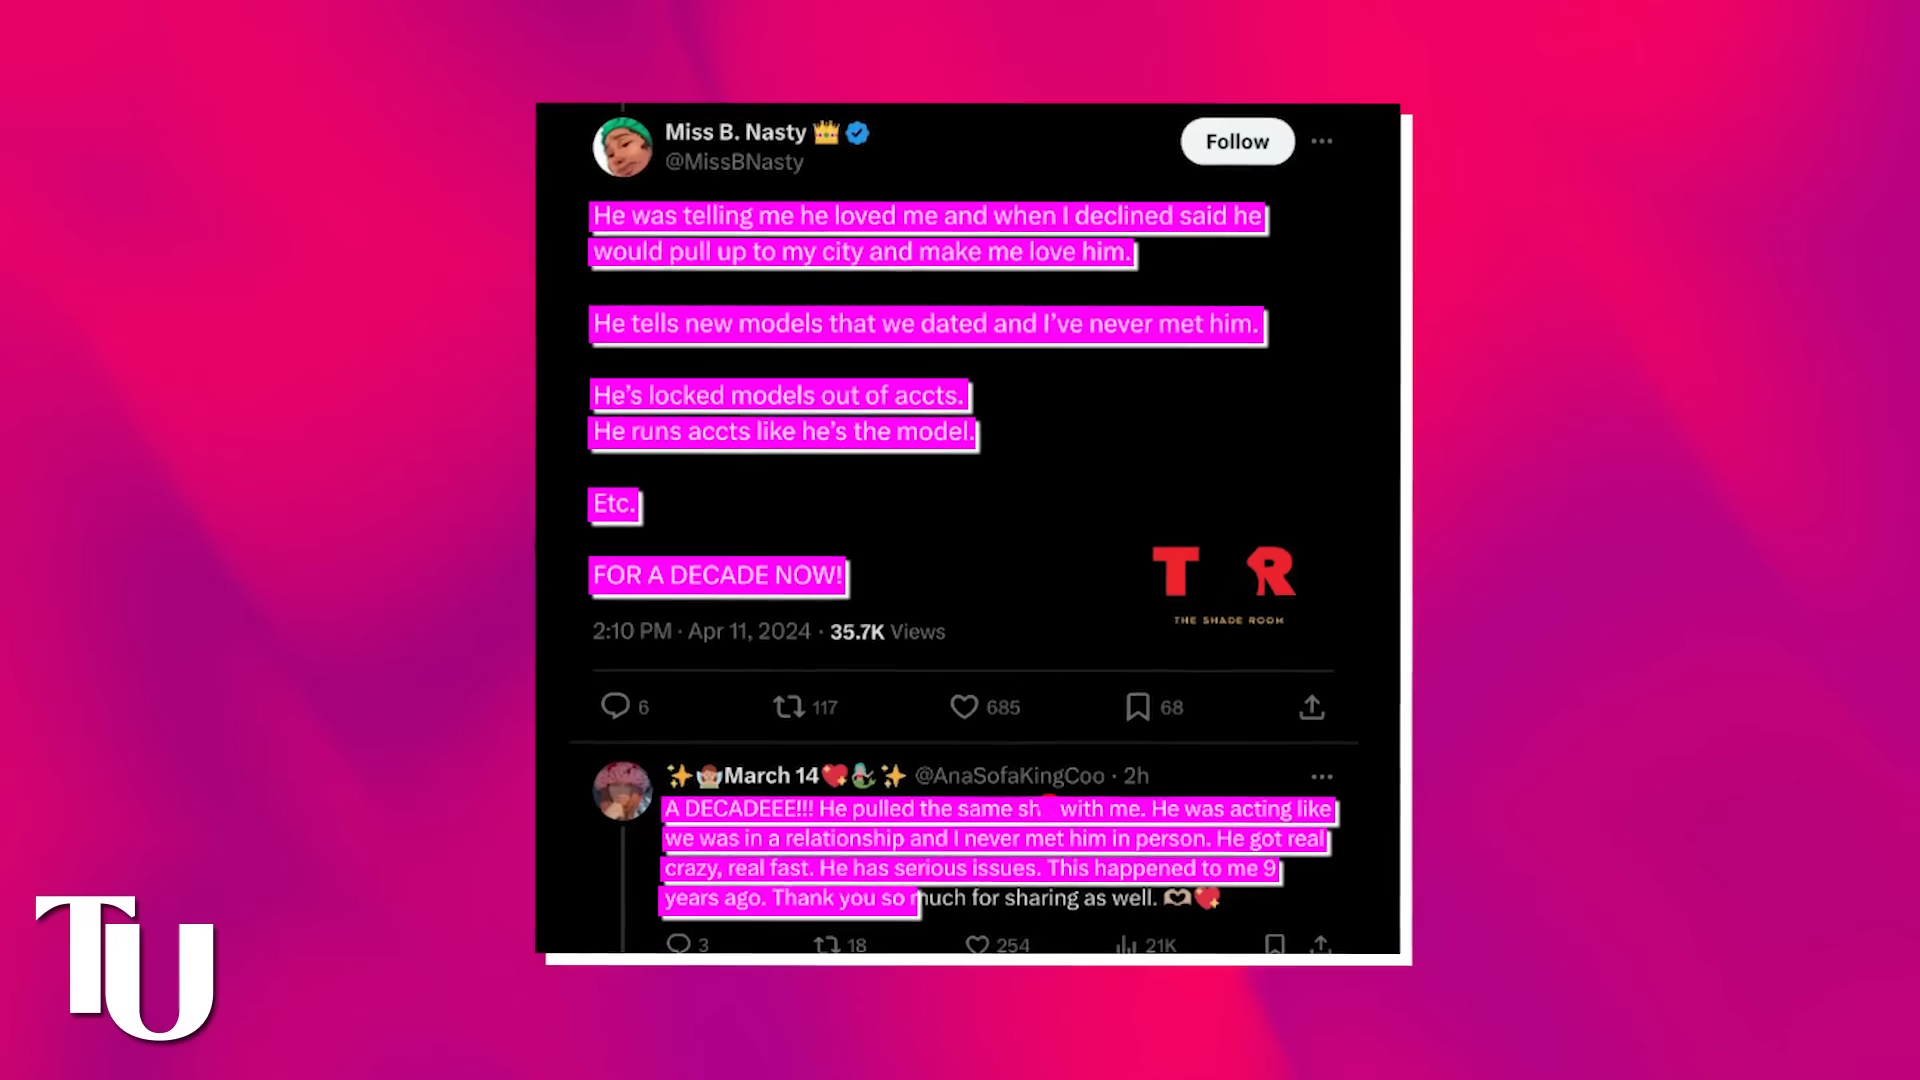 Miss B. Nasty
@MissBNasty
Follow
He was telling me he loved me and when I declined said he
would pull up to my city and make me love him.
He tells new models that we dated and I've never met him.
He's locked models out of accts.
He runs accts like he's the model.
Etc.
FOR A DECADE NOW!
T R
THE SHADE ROOM
2:10 PM · Apr 11, 2024 · 35.7K Views
6 117 685 68
March 14 @AnaSofaKingCoo · 2h
A DECADEEE!!! He pulled the same sh with me. He was acting like
we was in a relationship and I never met him in person. He got real
crazy, real fast. He has serious issues. This happened to me 9
years ago. Thank you so much for sharing as well.
3 18 254 21K
TU